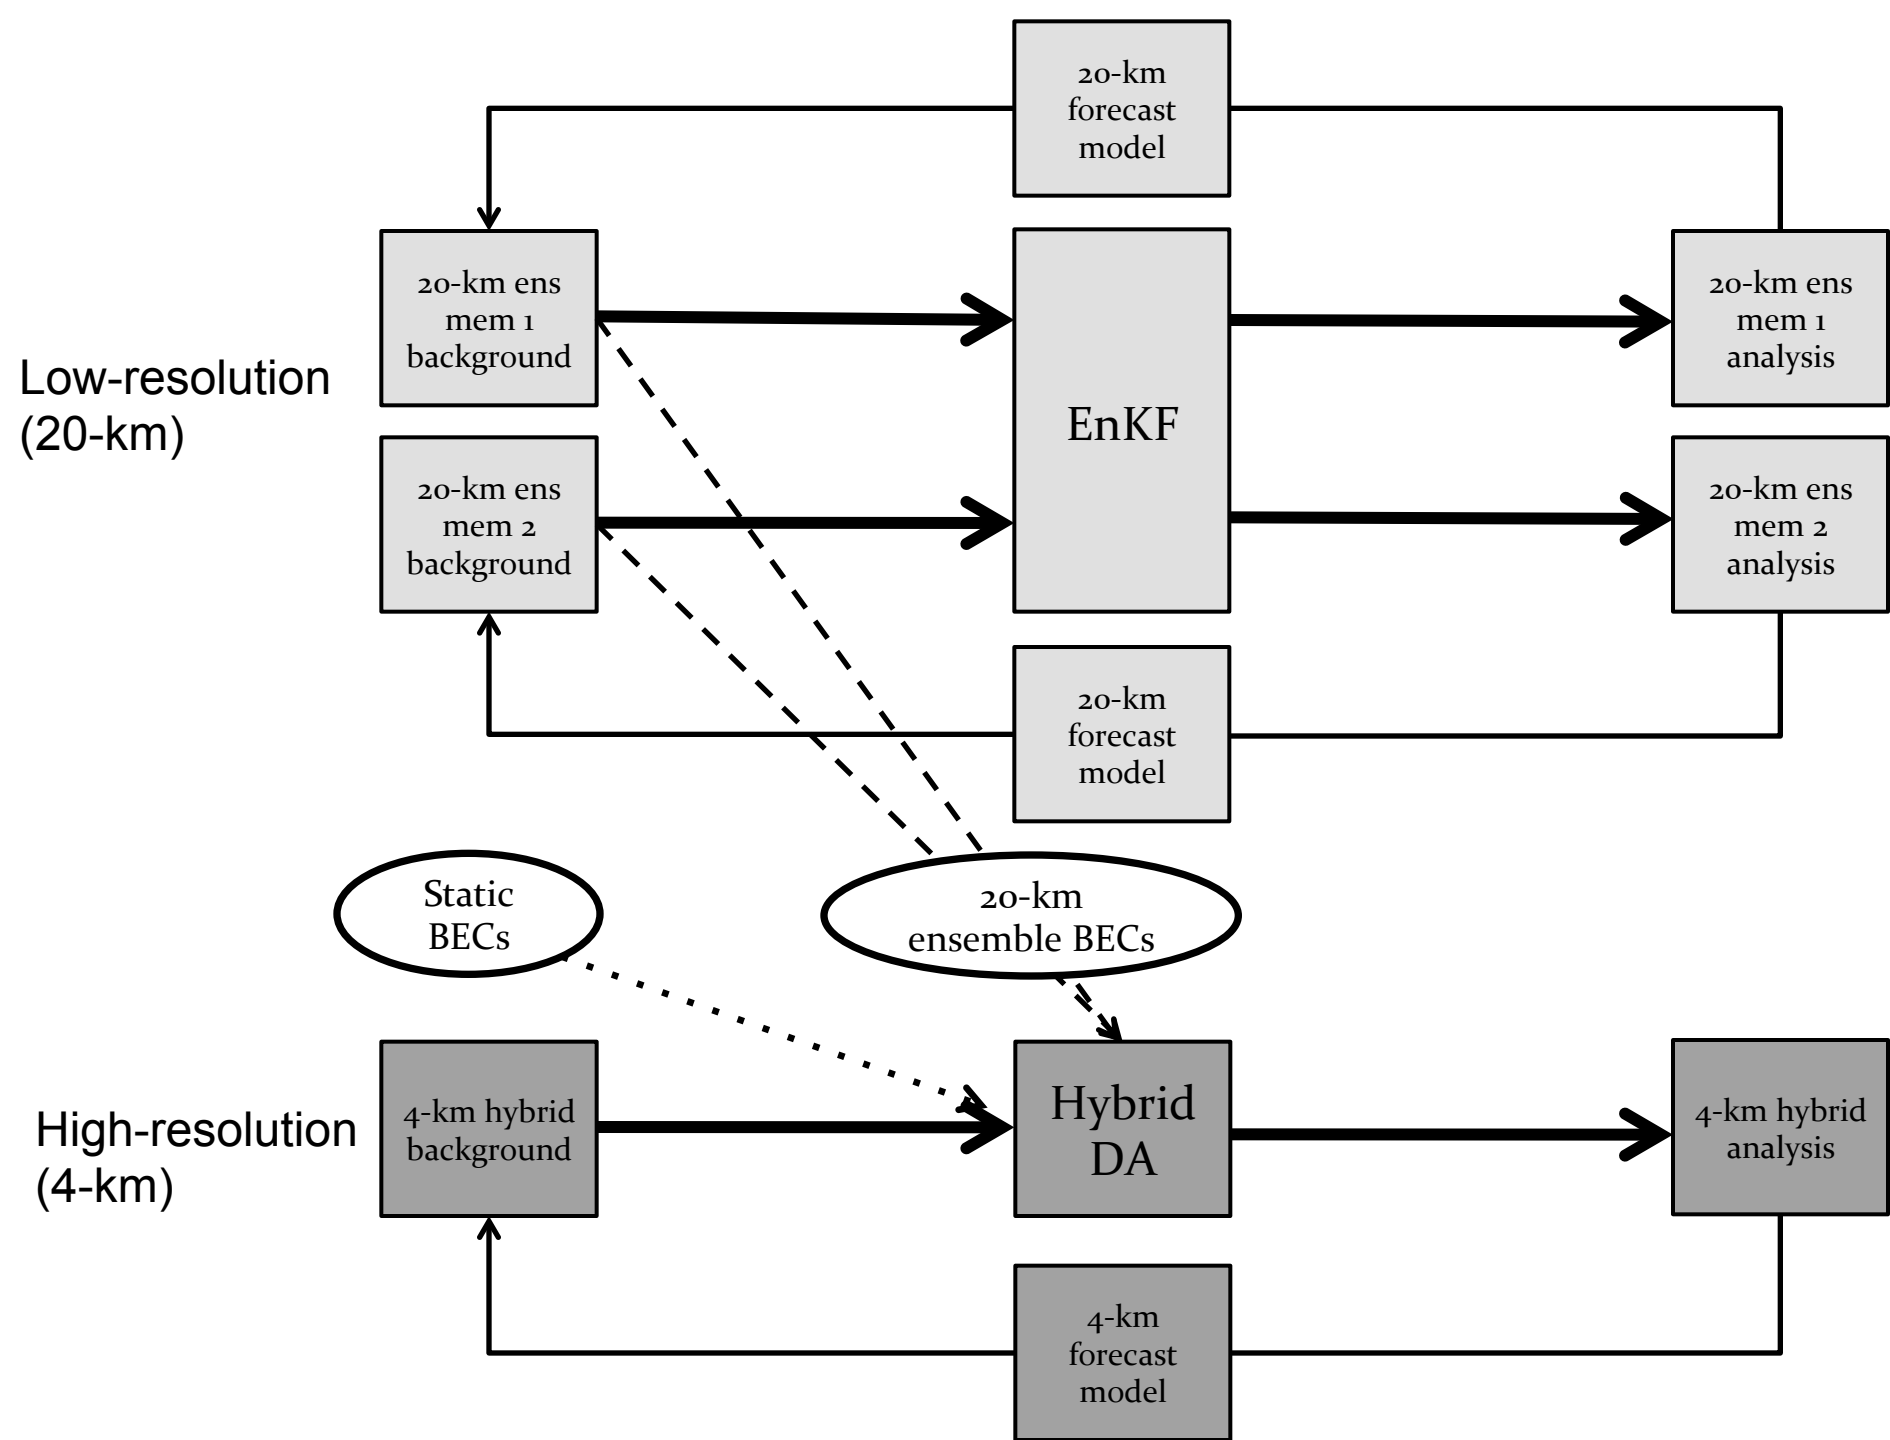 20-km
forecast
model
20-km ens
mem 1
background
EnKF
20-km ens
mem 1
analysis
Low-resolution
(20-km)
20-km ens
mem 2
background
20-km ens
mem 2
analysis
20-km
forecast
model
Static
BECs
20-km
ensemble BECs
High-resolution
(4-km)
4-km hybrid
background
Hybrid
DA
4-km hybrid
analysis
4-km
forecast
model